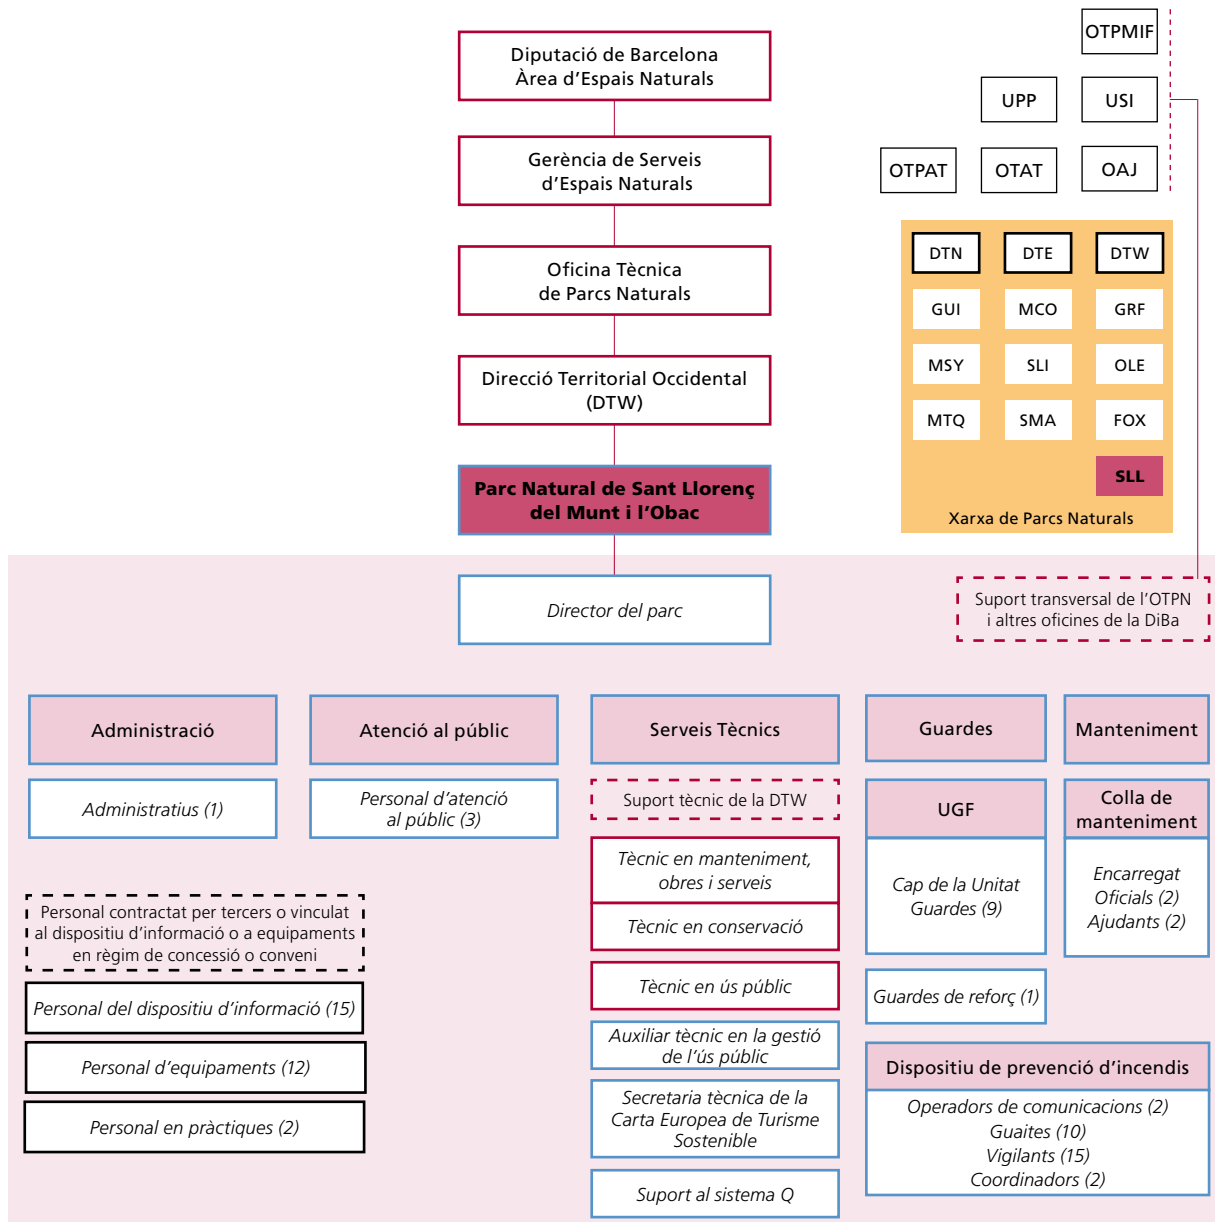 Diputació de Barcelona
Àrea d'Espais Naturals
Gerència de Serveis
d'Espais Naturals
Oficina Tècnica
de Parcs Naturals
Direcció Territorial Occidental
(DTW)
Parc Natural de Sant Llorenç
del Munt i l'Obac
Director del parc
OTPMIF
UPP
USI
OTPAT
OTAT
OAJ
DTN
DTE
DTW
GUI
MCO
GRF
MSY
SLI
OLE
MTQ
SMA
FOX
SLL
Xarxa de Parcs Naturals
Suport transversal de l'OTPN
i altres oficines de la DiBa
Administració
Administratius (1)
Atenció al públic
Personal d'atenció
al públic (3)
Personal contractat per tercers o vinculat
al dispositiu d'informació o a equipaments
en règim de concessió o conveni
Personal del dispositiu d'informació (15)
Personal d'equipaments (12)
Personal en pràctiques (2)
Serveis Tècnics
Suport tècnic de la DTW
Tècnic en manteniment,
obres i serveis
Tècnic en conservació
Tècnic en ús públic
Auxiliar tècnic en la gestió
de l'ús públic
Secretaria tècnica de la
Carta Europea de Turisme
Sostenible
Suport al sistema Q
Guardes
UGF
Cap de la Unitat
Guardes (9)
Guardes de reforç (1)
Manteniment
Colla de
manteniment
Encarregat
Oficials (2)
Ajudants (2)
Dispositiu de prevenció d'incendis
Operadors de comunicacions (2)
Guaites (10)
Vigilants (15)
Coordinadors (2)